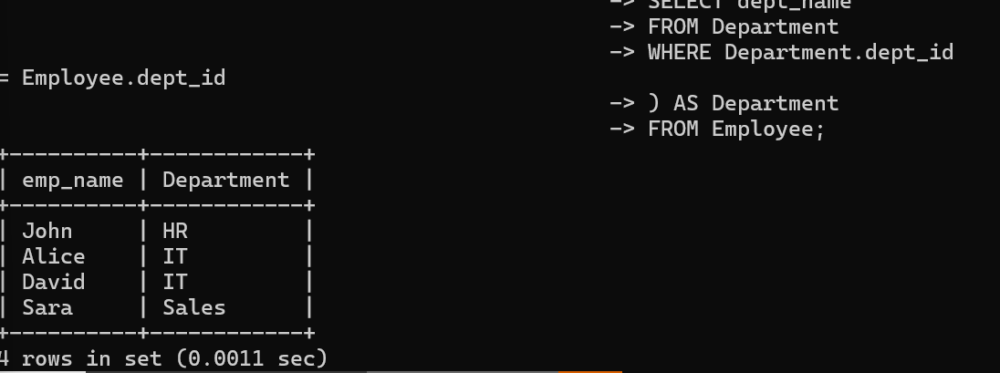 -> SELECT dept_name
-> FROM Department
-> WHERE Department.dept_id
= Employee.dept_id
-> ) AS Department
-> FROM Employee;
+----------+------------+
| emp_name | Department |
+----------+------------+
| John     | HR         |
| Alice    | IT         |
| David    | IT         |
| Sara     | Sales      |
+----------+------------+
4 rows in set (0.0011 sec)